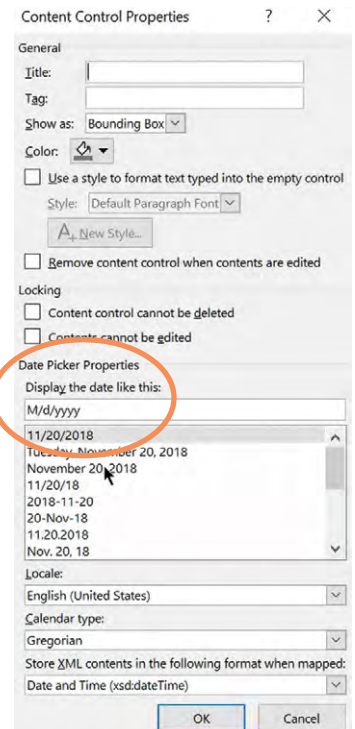 Content Control Properties ? ×
General
Title:
Tag:
Show as: Bounding Box
Color:
Use a style to format text typed into the empty control
Style: Default Paragraph Font
A+ New Style...
Remove content control when contents are edited
Locking
Content control cannot be deleted
Contents cannot be edited
Date Picker Properties
Display the date like this:
M/d/yyyy
11/20/2018
Tuesday, November 20, 2018
November 20, 2018
11/20/18
2018-11-20
20-Nov-18
11.20.2018
Nov. 20, 18
Locale:
English (United States)
Calendar type:
Gregorian
Store XML contents in the following format when mapped:
Date and Time (xsd:dateTime)
OK Cancel